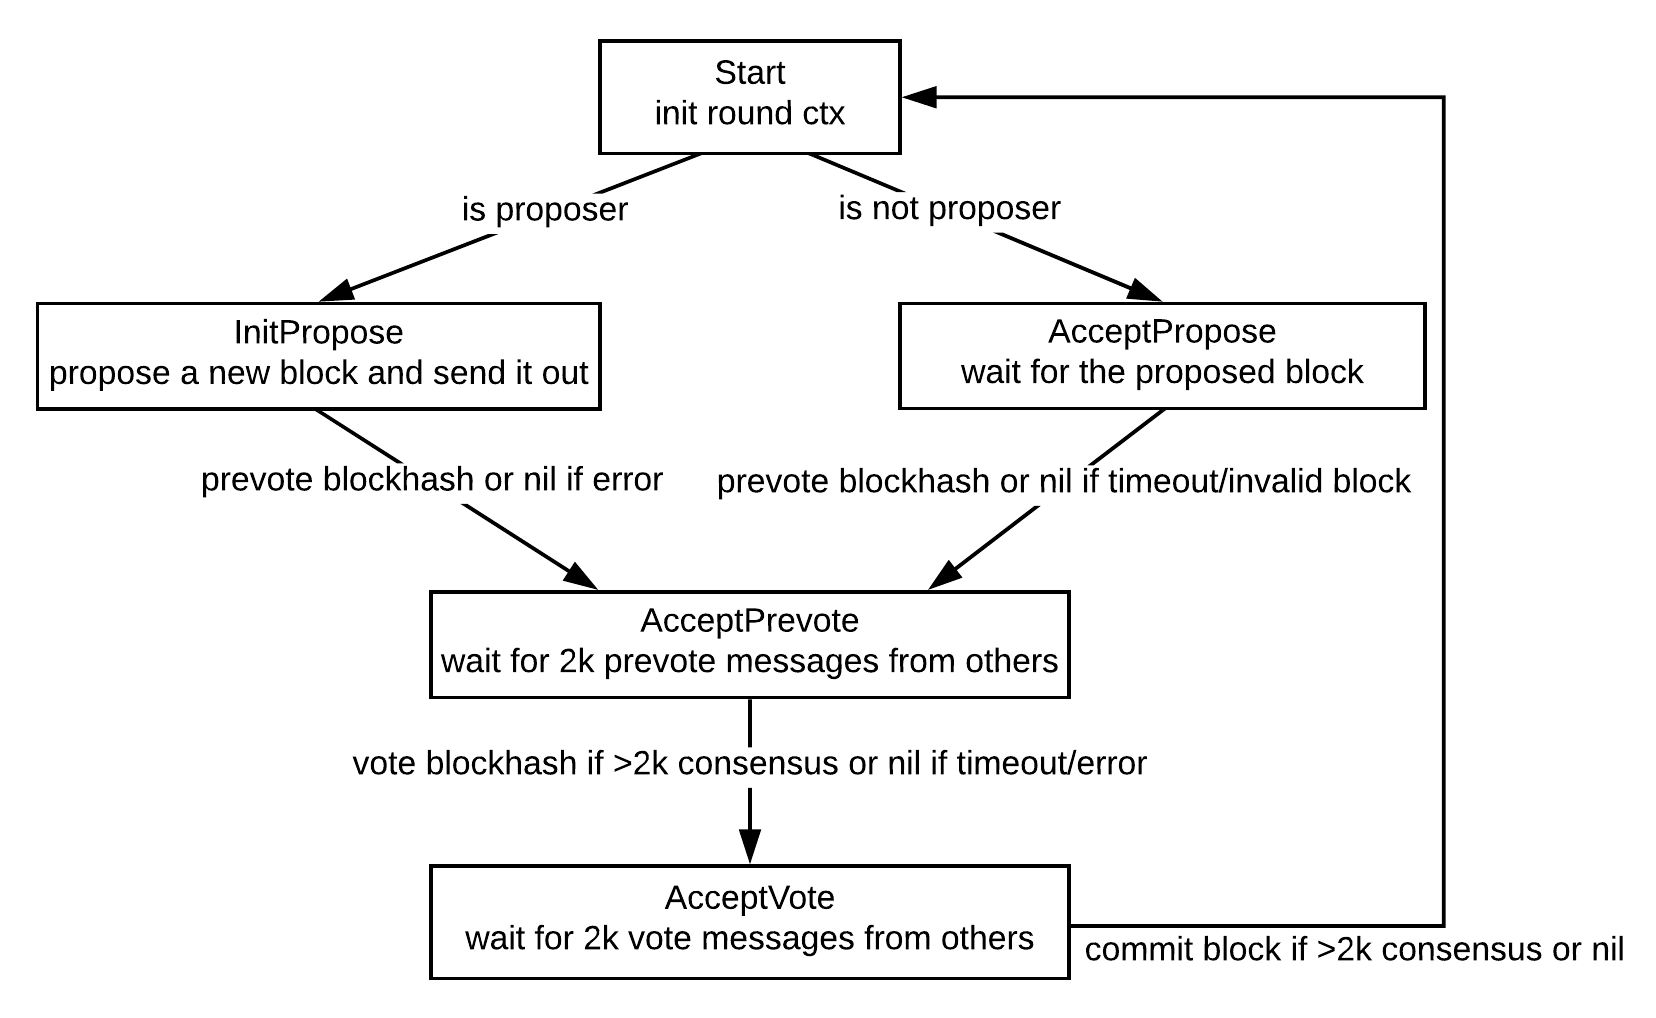 Start
init round ctx
is proposer
is not proposer
InitPropose
propose a new block and send it out
AcceptPropose
wait for the proposed block
prevote blockhash or nil if error
prevote blockhash or nil if timeout/invalid block
AcceptPrevote
wait for 2k prevote messages from others
vote blockhash if >2k consensus or nil if timeout/error
AcceptVote
wait for 2k vote messages from others
commit block if >2k consensus or nil